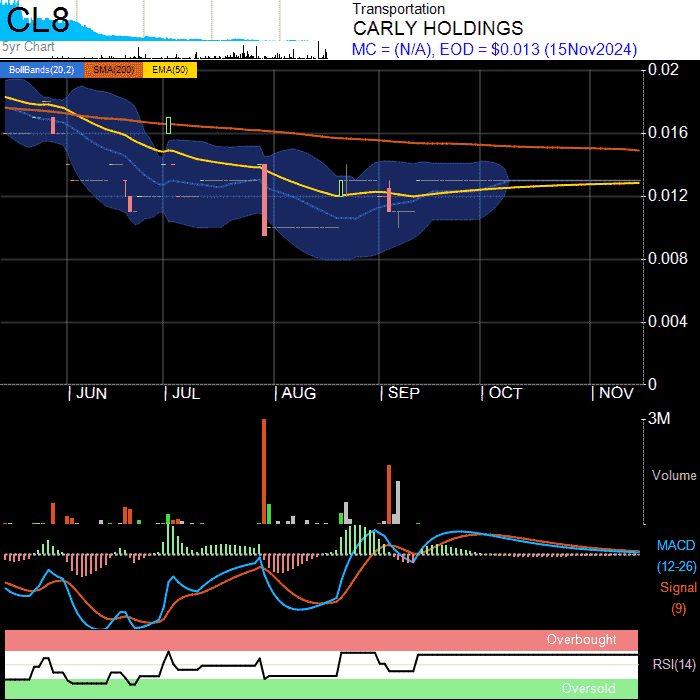 CL8
5yr Chart
Transportation
CARLY HOLDINGS
MC = (N/A), EOD = $0.013 (15Nov2024)
BollBands(20,2) SMA(200) EMA(50)
0.02
0.016
0.012
0.008
0.004
0
JUN JUL AUG SEP OCT NOV
3M
Volume
MACD
(12-26)
Signal
(9)
Overbought
RSI(14)
Oversold